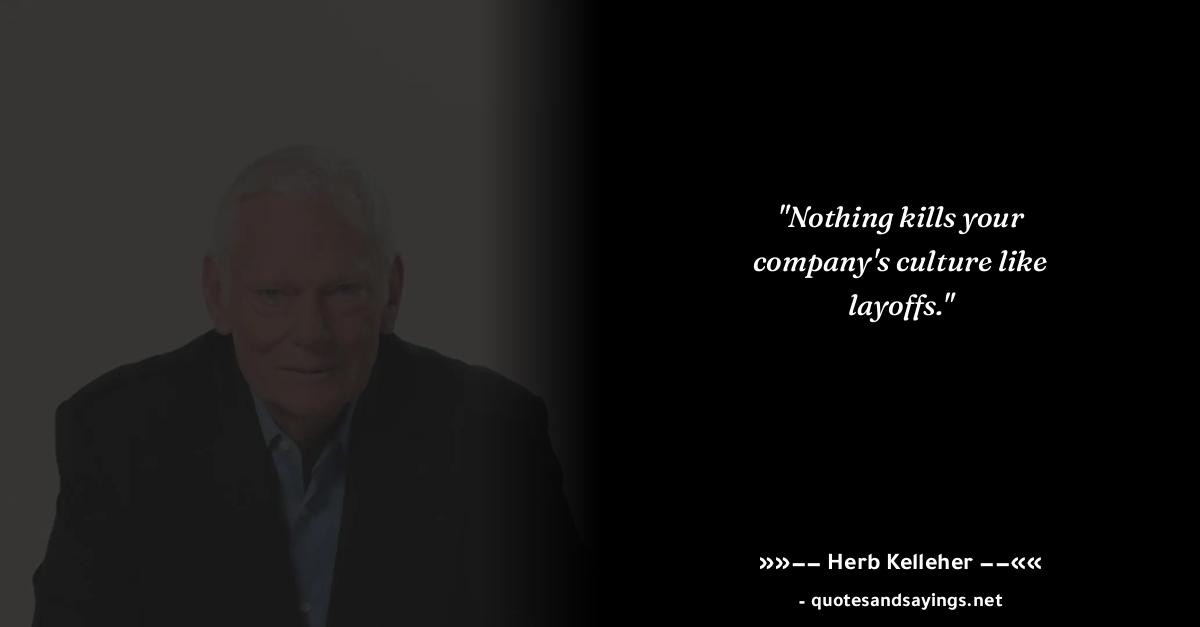 "Nothing kills your
company's culture like
layoffs."
»»–– Herb Kelleher ––««
- quotesandsayings.net